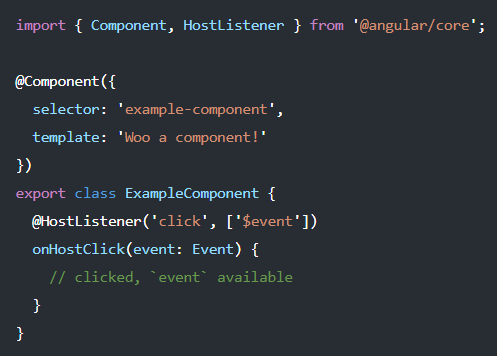 import { Component, HostListener } from '@angular/core';
@Component({
selector: 'example-component',
template: 'Woo a component!'
})
export class ExampleComponent {
@HostListener('click', ['$event'])
onHostClick(event: Event) {
// clicked, `event` available
}
}